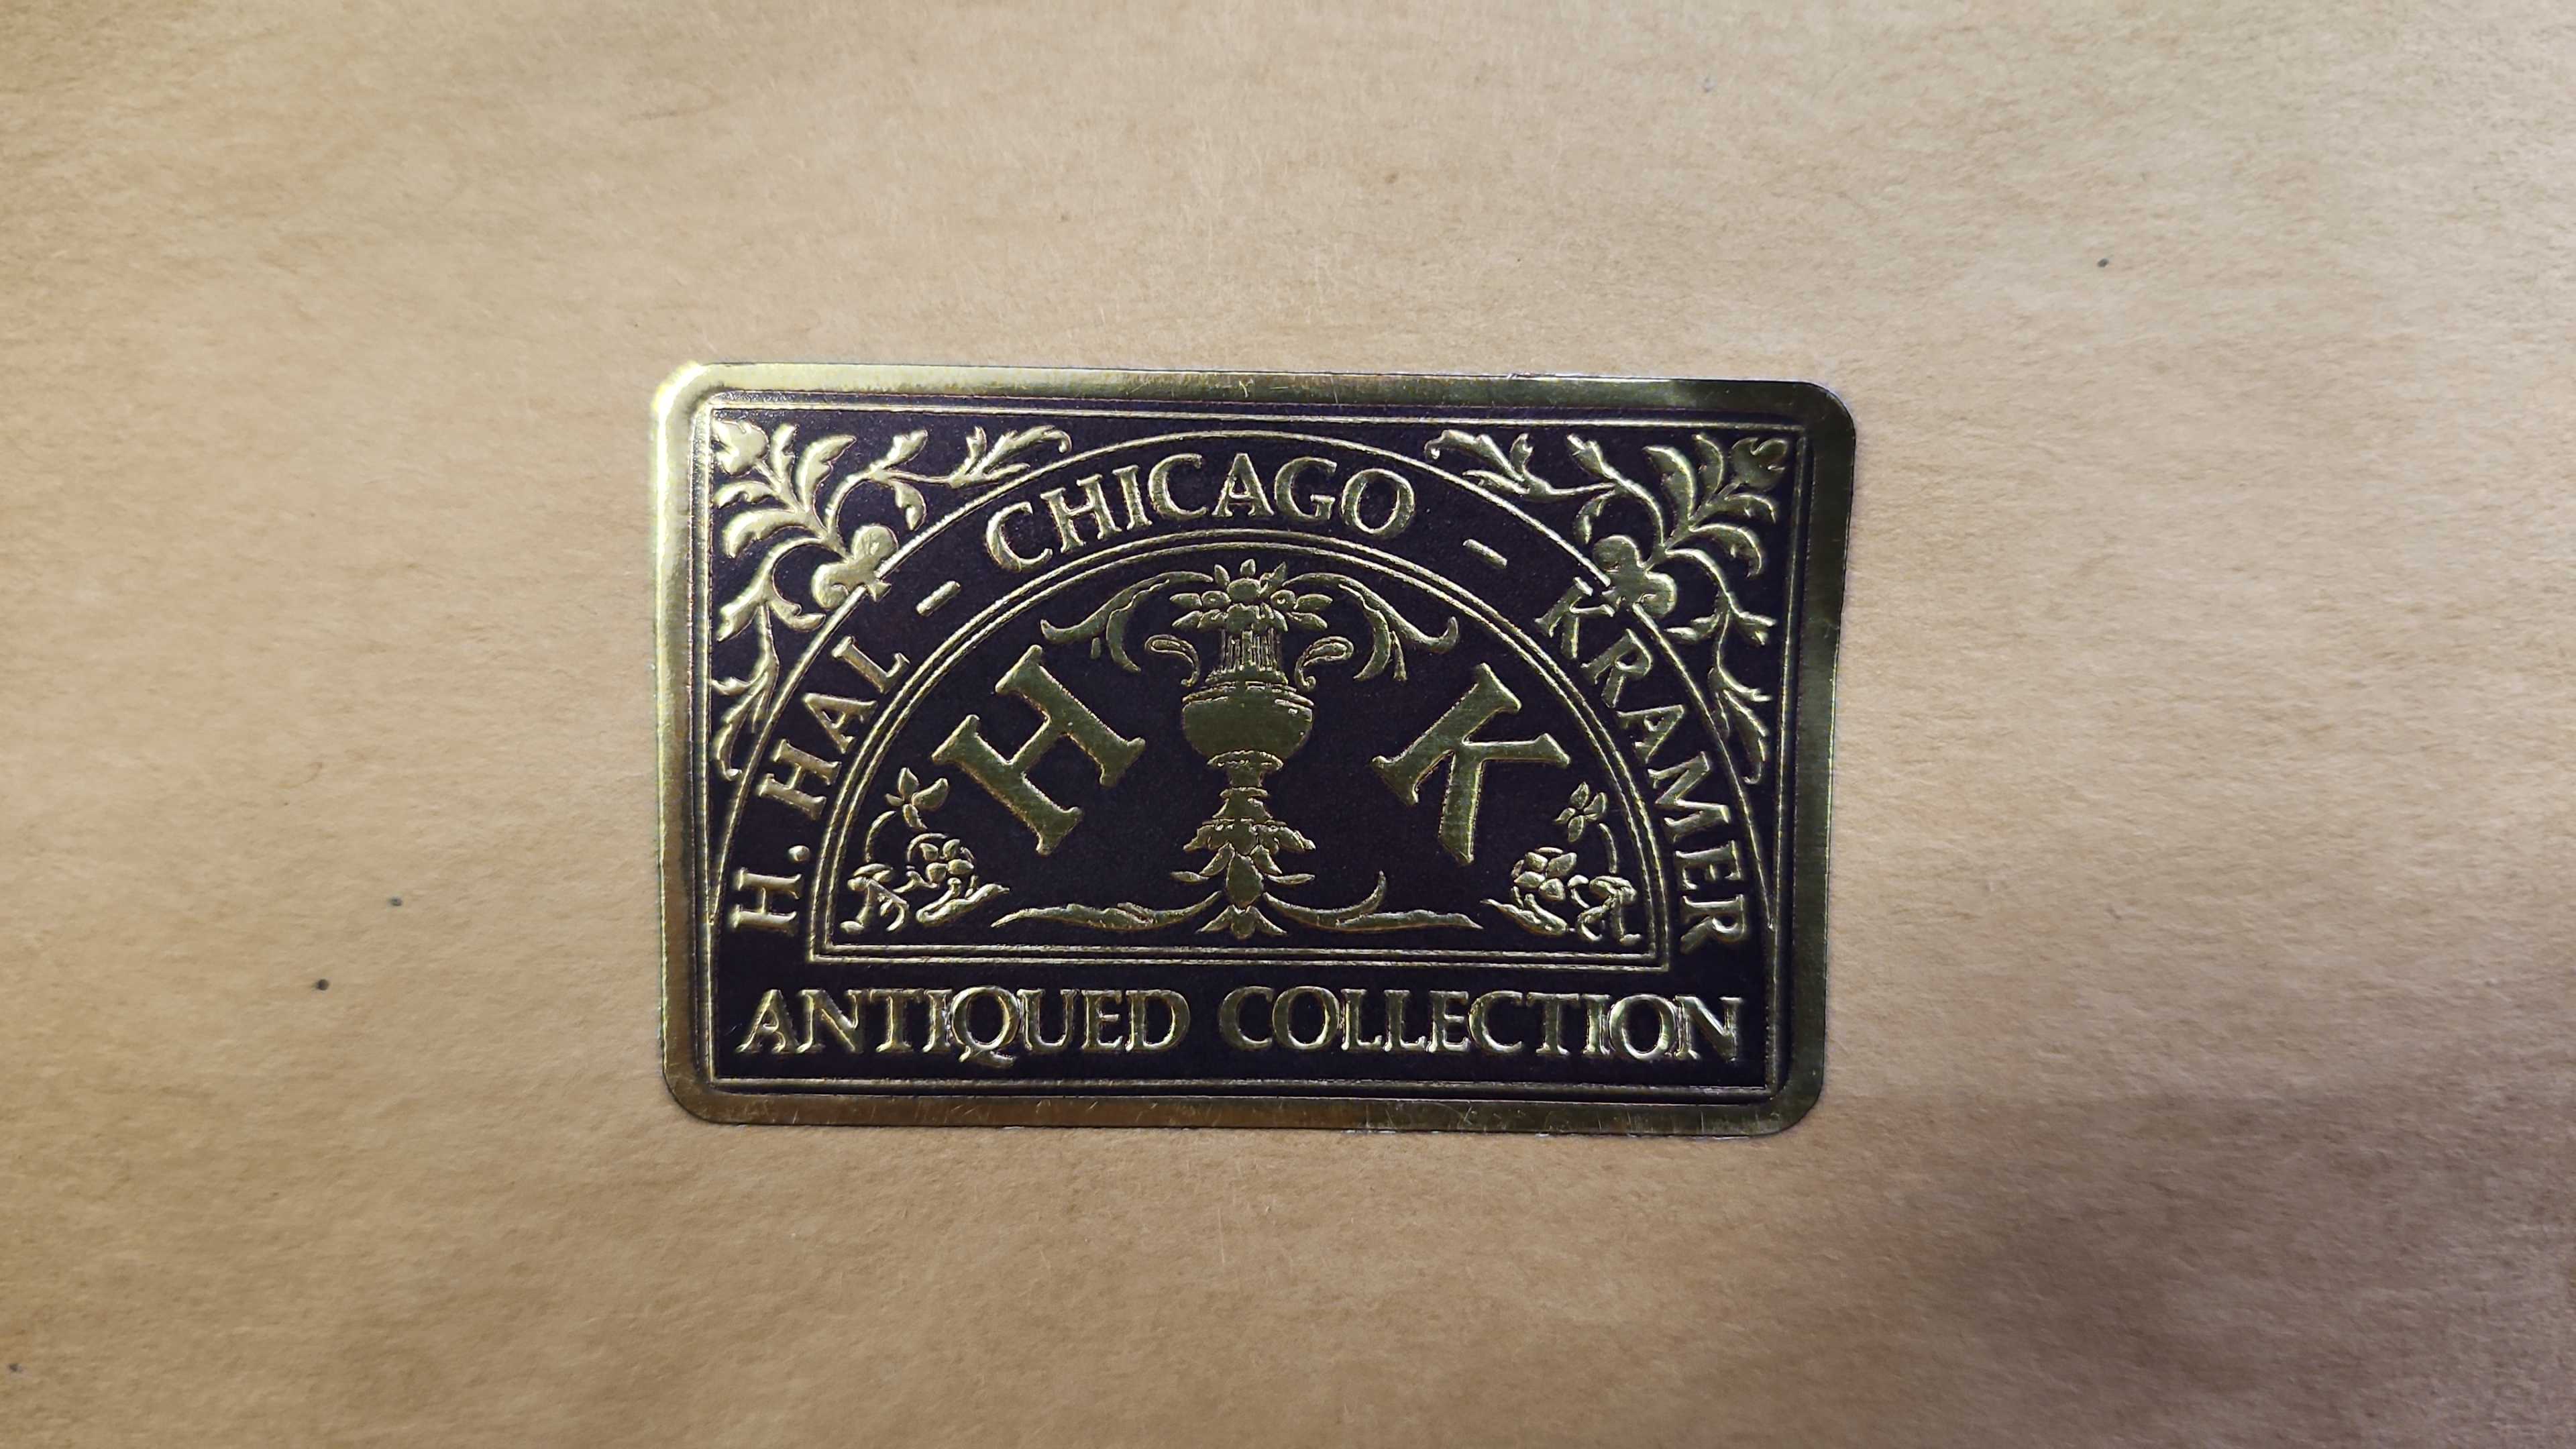 H. HAL - CHICAGO - KRAMER
H K
ANTIQUED COLLECTION